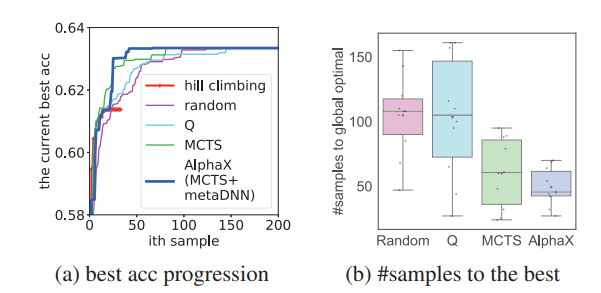 the current best acc
0.64
0.62
0.60
0.58
0
50
100
150
200
ith sample
hill climbing
random
Q
MCTS
AlphaX
(MCTS+
metaDNN)
(a) best acc progression
#samples to global optimal
150
100
50
Random Q MCTS AlphaX
(b) #samples to the best